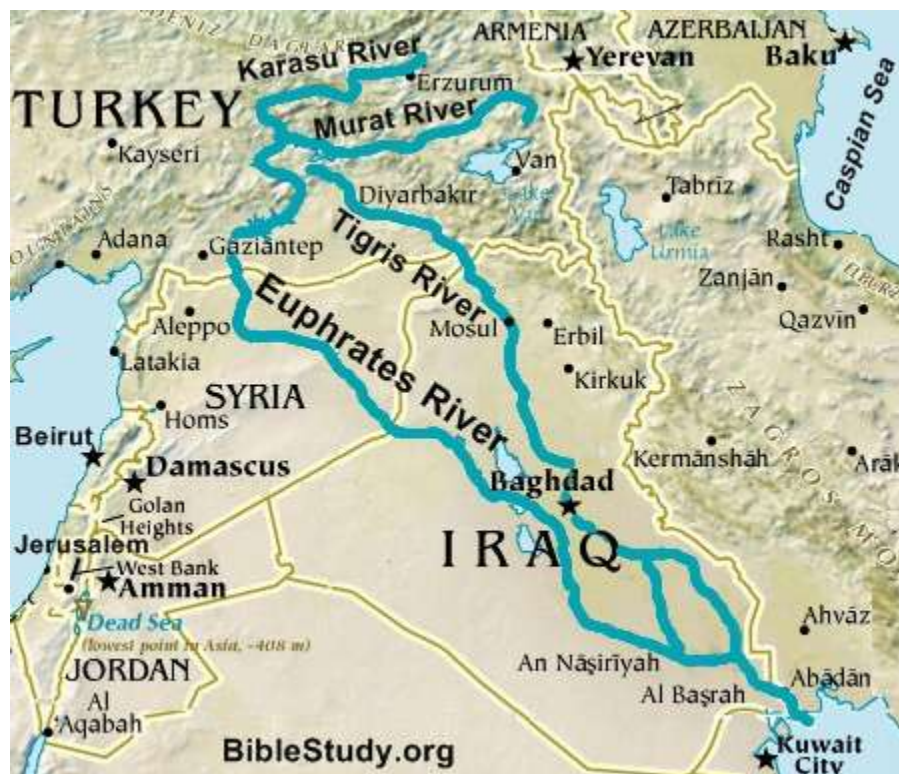 ARMENIA
AZERBAIJAN
Karasu River
Yerevan
Baku
Erzurum
TURKEY
Murat River
Caspian Sea
Kayseri
Van
Diyarbakır
Tabrīz
Lake
Urmia
Adana
Gaziantep
Tigris River
Rasht
ELBURZ
Zanjān
Euphrates River
Qazvin
Aleppo
Mosul
Erbil
Latakia
Kirkuk
SYRIA
ZAGROS MO
Homs
Beirut
Kermānshāh
Arāk
Damascus
Baghdad
Golan
Heights
Jerusalem
IRAQ
West Bank
Amman
Dead Sea
(lowest point in Asia, -408 m)
Ahvāz
An Nāşirīyah
JORDAN
Abādān
Al Başrah
Al
'Aqabah
BibleStudy.org
Kuwait
City